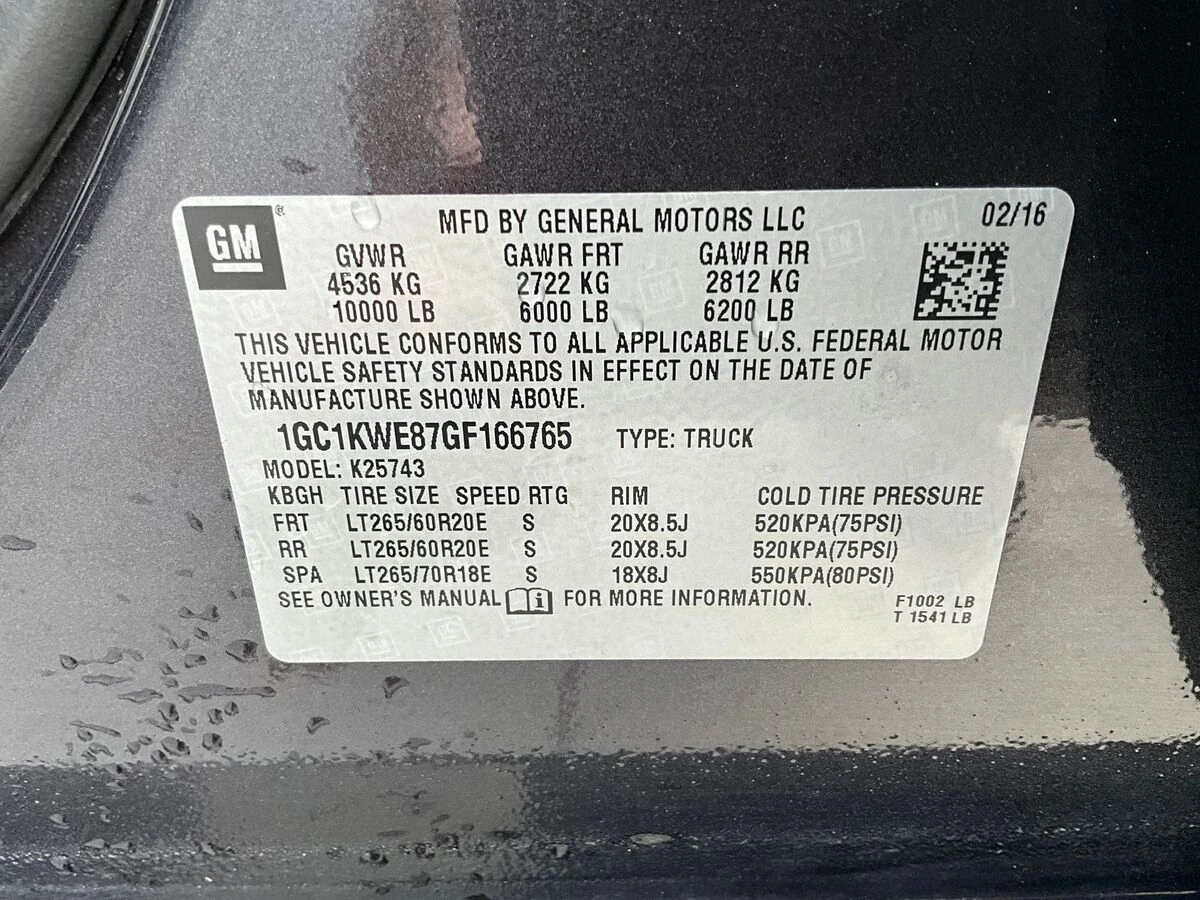 GM® MFD BY GENERAL MOTORS LLC 02/16
GVWR GAWR FRT GAWR RR
4536 KG 2722 KG 2812 KG
10000 LB 6000 LB 6200 LB
THIS VEHICLE CONFORMS TO ALL APPLICABLE U.S. FEDERAL MOTOR
VEHICLE SAFETY STANDARDS IN EFFECT ON THE DATE OF
MANUFACTURE SHOWN ABOVE.
1GC1KWE87GF166765 TYPE: TRUCK
MODEL: K25743
KBGH TIRE SIZE SPEED RTG RIM COLD TIRE PRESSURE
FRT LT265/60R20E S 20X8.5J 520KPA(75PSI)
RR LT265/60R20E S 20X8.5J 520KPA(75PSI)
SPA LT265/70R18E S 18X8J 550KPA(80PSI)
SEE OWNER'S MANUAL i FOR MORE INFORMATION.
F1002 LB
T 1541 LB